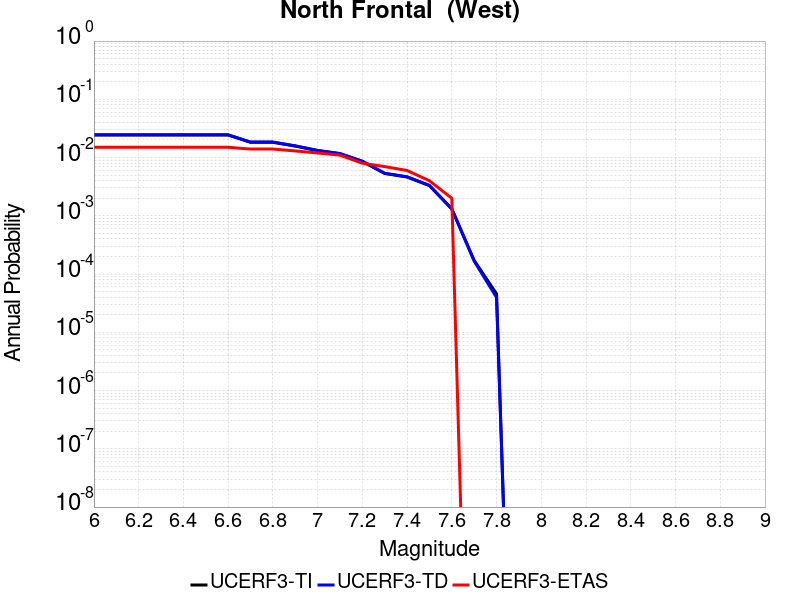 North Frontal  (West)
10^0
10^-1
10^-2
10^-3
10^-4
10^-5
10^-6
10^-7
10^-8
Annual Probability
6 6.2 6.4 6.6 6.8 7 7.2 7.4 7.6 7.8 8 8.2 8.4 8.6 8.8 9
Magnitude
UCERF3-TI UCERF3-TD UCERF3-ETAS